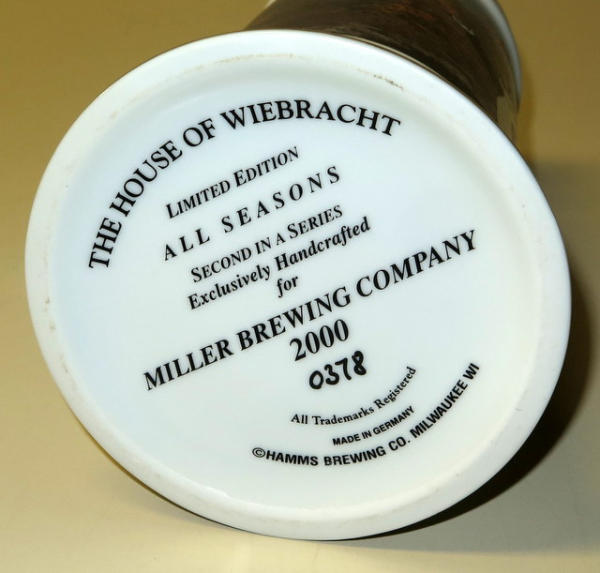 THE HOUSE OF WIEBRACHT
LIMITED EDITION
ALL SEASONS
SECOND IN A SERIES
Exclusively Handcrafted
for
MILLER BREWING COMPANY
2000
0378
All Trademarks Registered
MADE IN GERMANY
©HAMMS BREWING CO. MILWAUKEE WI